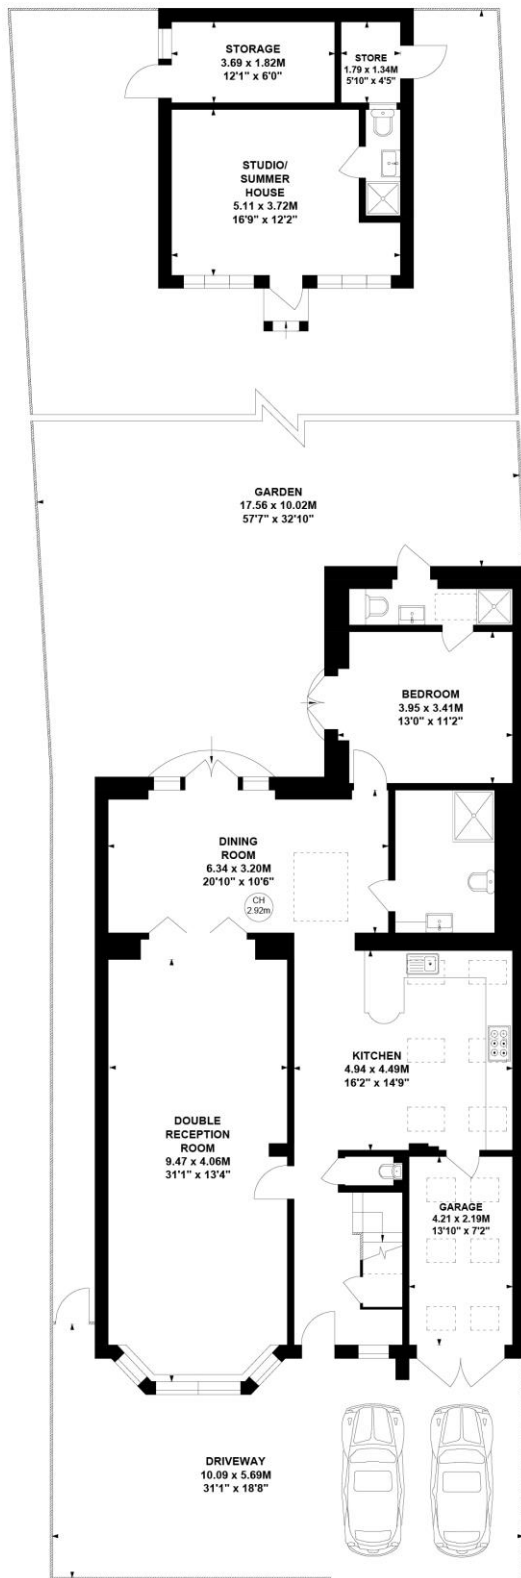 STORAGE
3.69 x 1.82M
12'1" x 6'0"
STORE
1.79 x 1.34M
5'10" x 4'5"
STUDIO/
SUMMER
HOUSE
5.11 x 3.72M
16'9" x 12'2"
GARDEN
17.56 x 10.02M
57'7" x 32'10"
BEDROOM
3.95 x 3.41M
13'0" x 11'2"
DINING
ROOM
6.34 x 3.20M
20'10" x 10'6"
CH
2.92m
KITCHEN
4.94 x 4.49M
16'2" x 14'9"
DOUBLE
RECEPTION
ROOM
9.47 x 4.06M
31'1" x 13'4"
GARAGE
4.21 x 2.19M
13'10" x 7'2"
DRIVEWAY
10.09 x 5.69M
31'1" x 18'8"